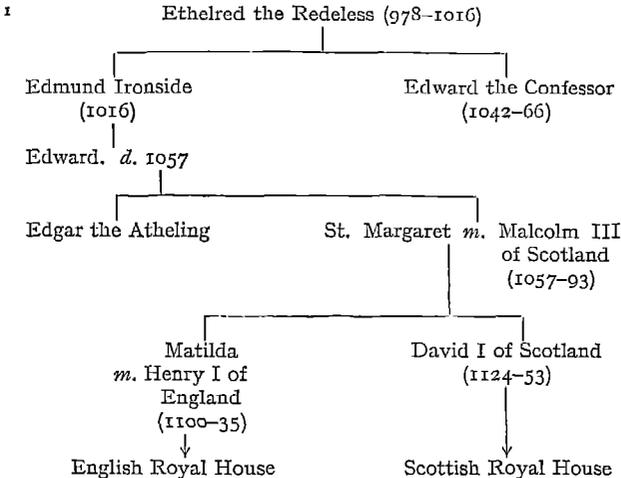 1
Ethelred the Redeless (978–1016)
Edmund Ironside
(1016)
Edward the Confessor
(1042–66)
Edward. d. 1057
Edgar the Atheling
St. Margaret m. Malcolm III
of Scotland
(1057–93)
Matilda
m. Henry I of
England
(1100–35)
David I of Scotland
(1124–53)
English Royal House
Scottish Royal House